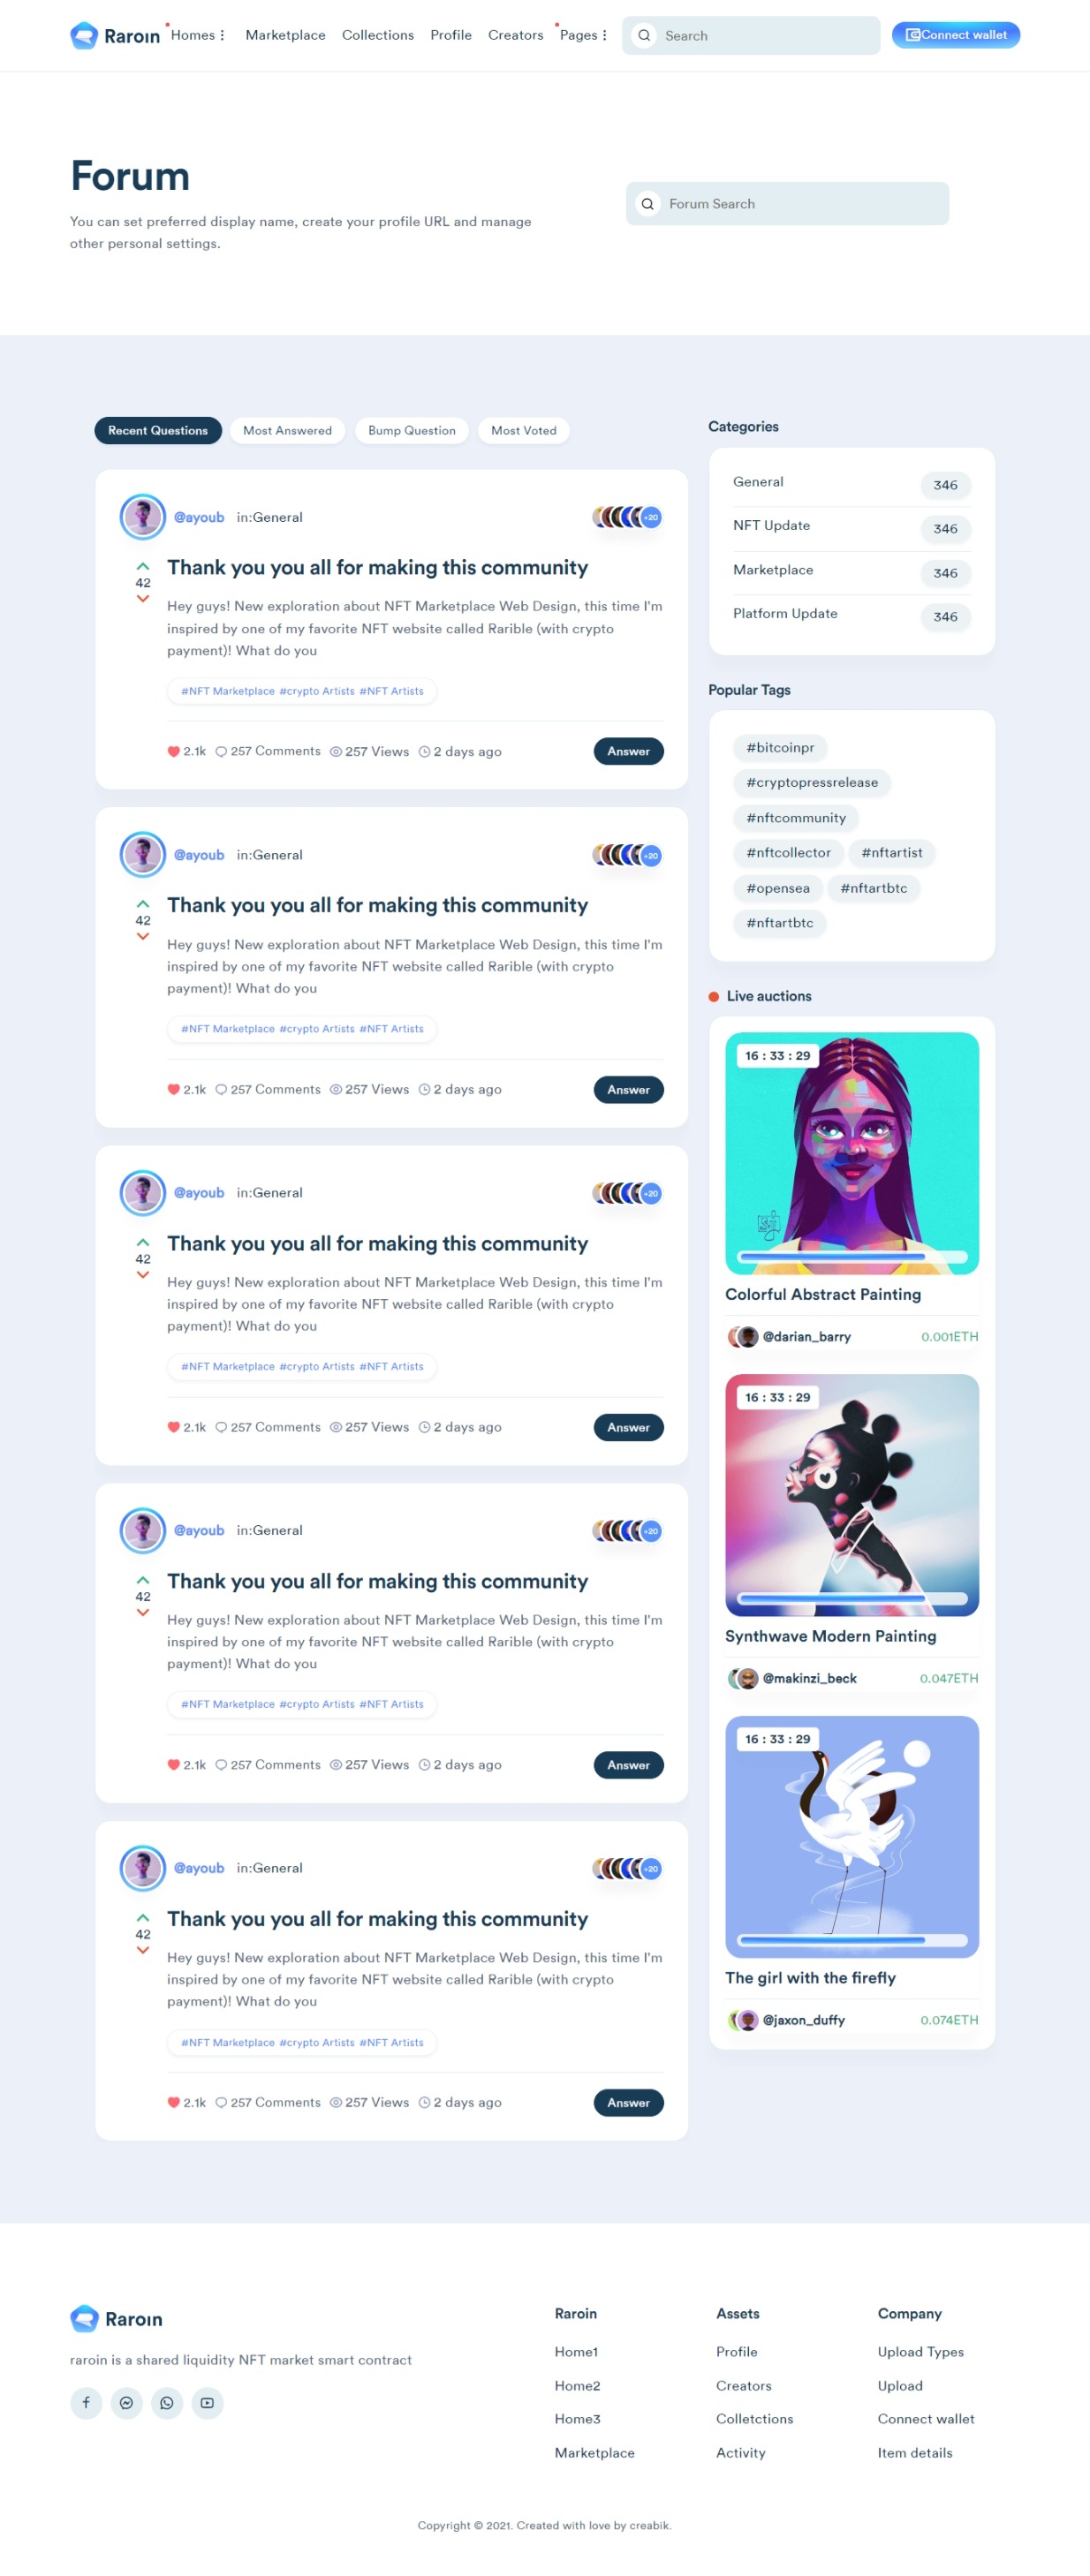 Raroin
Homes
Marketplace
Collections
Profile
Creators
Pages
Search
Connect wallet
Forum
You can set preferred display name, create your profile URL and manage
other personal settings.
Forum Search
Recent Questions
Most Answered
Bump Question
Most Voted
@ayoub in:General
+20
Thank you you all for making this community
42
Hey guys! New exploration about NFT Marketplace Web Design, this time I'm
inspired by one of my favorite NFT website called Rarible (with crypto
payment)! What do you
#NFT Marketplace #crypto Artists #NFT Artists
2.1k 257 Comments 257 Views 2 days ago
Answer
@ayoub in:General
+20
Thank you you all for making this community
42
Hey guys! New exploration about NFT Marketplace Web Design, this time I'm
inspired by one of my favorite NFT website called Rarible (with crypto
payment)! What do you
#NFT Marketplace #crypto Artists #NFT Artists
2.1k 257 Comments 257 Views 2 days ago
Answer
@ayoub in:General
+20
Thank you you all for making this community
42
Hey guys! New exploration about NFT Marketplace Web Design, this time I'm
inspired by one of my favorite NFT website called Rarible (with crypto
payment)! What do you
#NFT Marketplace #crypto Artists #NFT Artists
2.1k 257 Comments 257 Views 2 days ago
Answer
@ayoub in:General
+20
Thank you you all for making this community
42
Hey guys! New exploration about NFT Marketplace Web Design, this time I'm
inspired by one of my favorite NFT website called Rarible (with crypto
payment)! What do you
#NFT Marketplace #crypto Artists #NFT Artists
2.1k 257 Comments 257 Views 2 days ago
Answer
@ayoub in:General
+20
Thank you you all for making this community
42
Hey guys! New exploration about NFT Marketplace Web Design, this time I'm
inspired by one of my favorite NFT website called Rarible (with crypto
payment)! What do you
#NFT Marketplace #crypto Artists #NFT Artists
2.1k 257 Comments 257 Views 2 days ago
Answer
Categories
General 346
NFT Update 346
Marketplace 346
Platform Update 346
Popular Tags
#bitcoinpr
#cryptopressrelease
#nftcommunity
#nftcollector #nftartist
#opensea #nftartbtc
#nftartbtc
Live auctions
16 : 33 : 29
Colorful Abstract Painting
@darian_barry 0.001ETH
16 : 33 : 29
Synthwave Modern Painting
@makinzi_beck 0.047ETH
16 : 33 : 29
The girl with the firefly
@jaxon_duffy 0.074ETH
Raroin
raroin is a shared liquidity NFT market smart contract
Raroin
Home1
Home2
Home3
Marketplace
Assets
Profile
Creators
Colletctions
Activity
Company
Upload Types
Upload
Connect wallet
Item details
Copyright © 2021. Created with love by creabik.